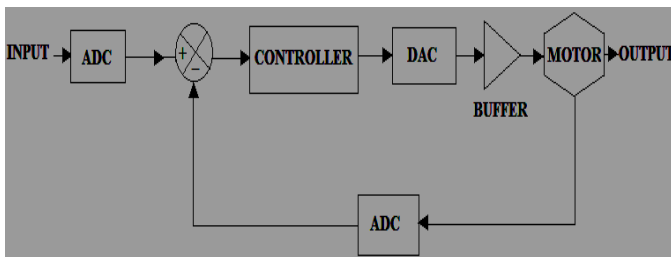 INPUT
ADC
+
−
CONTROLLER
DAC
BUFFER
MOTOR
OUTPUT
ADC